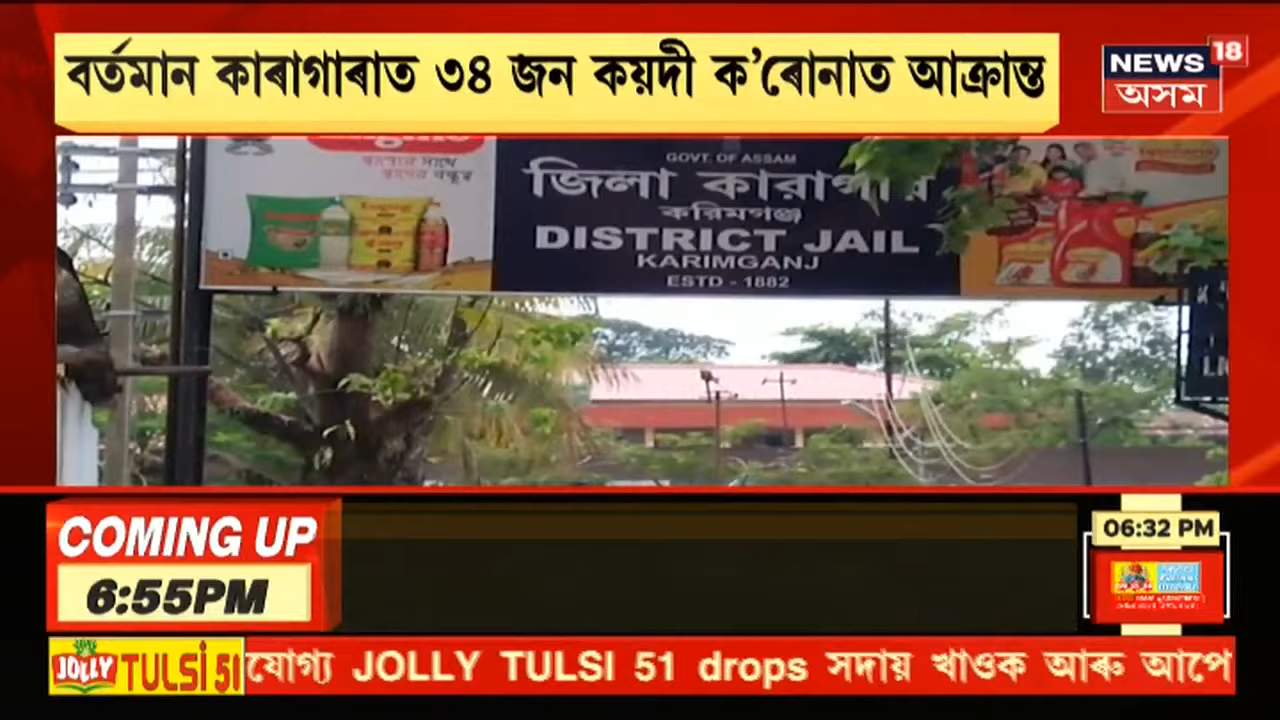 বৰ্তমান কাৰাগাৰাত ৩৪ জন কয়দী ক'ৰোনাত আক্ৰান্ত
NEWS 18
অসম
GOVT. OF ASSAM
জিলা কারাগার
করিমগঞ্জ
DISTRICT JAIL
KARIMGANJ
ESTD - 1882
COMING UP
6:55PM
06:32 PM
JOLLY TULSI 51
যোগ্য JOLLY TULSI 51 drops সদায় খাওক আৰু আপে